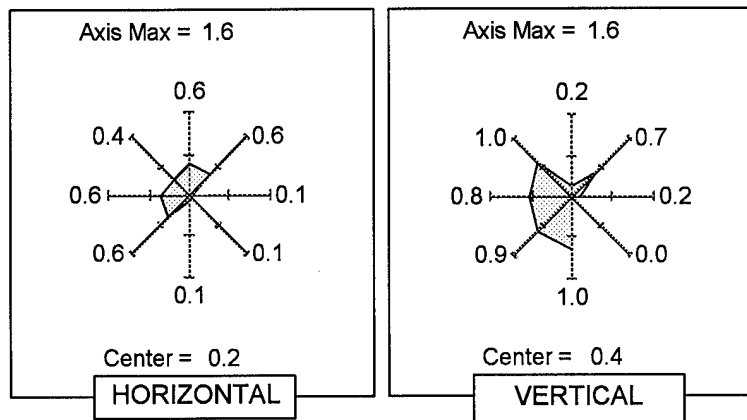 Axis Max = 1.6
0.6
0.4
0.6
0.6
0.1
0.6
0.1
0.1
Center = 0.2
HORIZONTAL
Axis Max = 1.6
0.2
1.0
0.7
0.8
0.2
0.9
0.0
1.0
Center = 0.4
VERTICAL